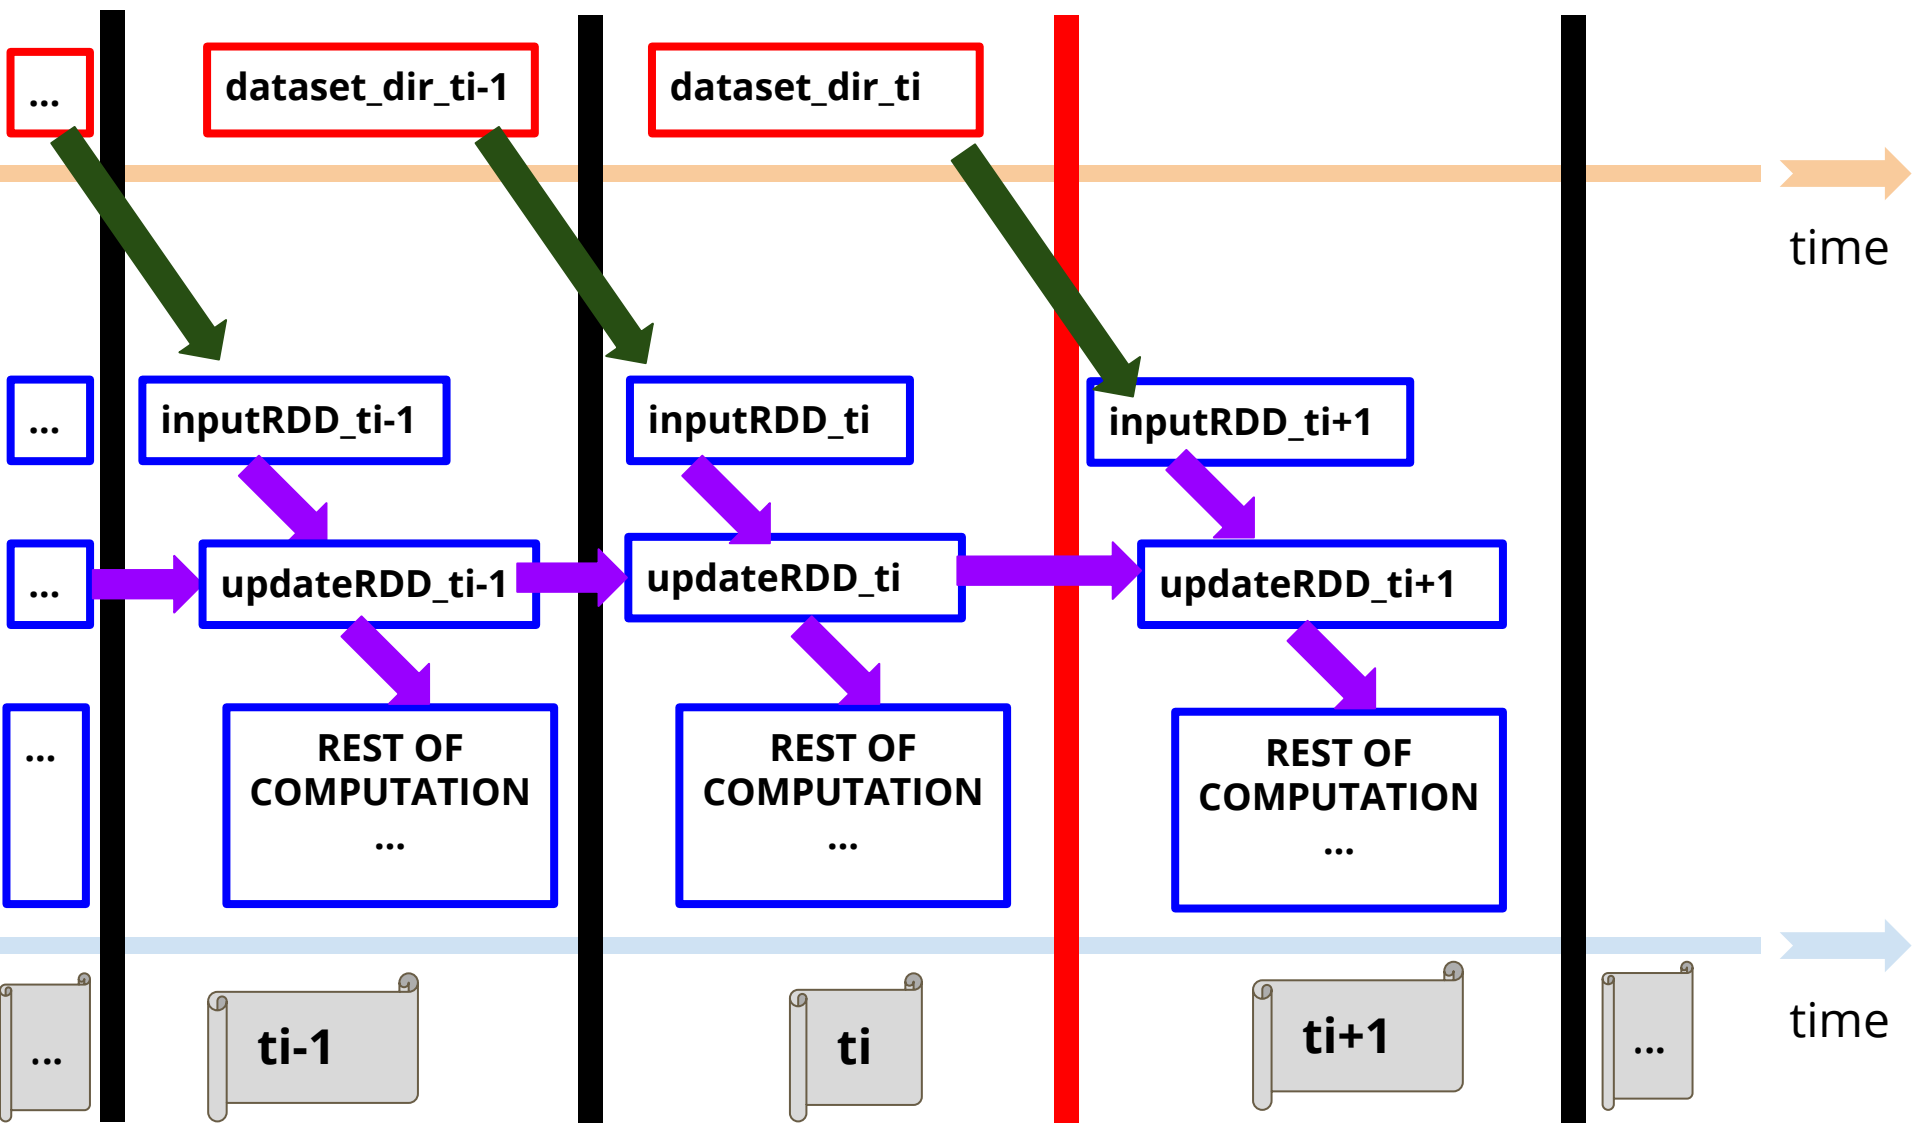 ...
dataset_dir_ti-1
dataset_dir_ti
time
...
inputRDD_ti-1
inputRDD_ti
inputRDD_ti+1
...
updateRDD_ti-1
updateRDD_ti
updateRDD_ti+1
...
REST OF
COMPUTATION
...
REST OF
COMPUTATION
...
REST OF
COMPUTATION
...
...
ti-1
ti
ti+1
...
time